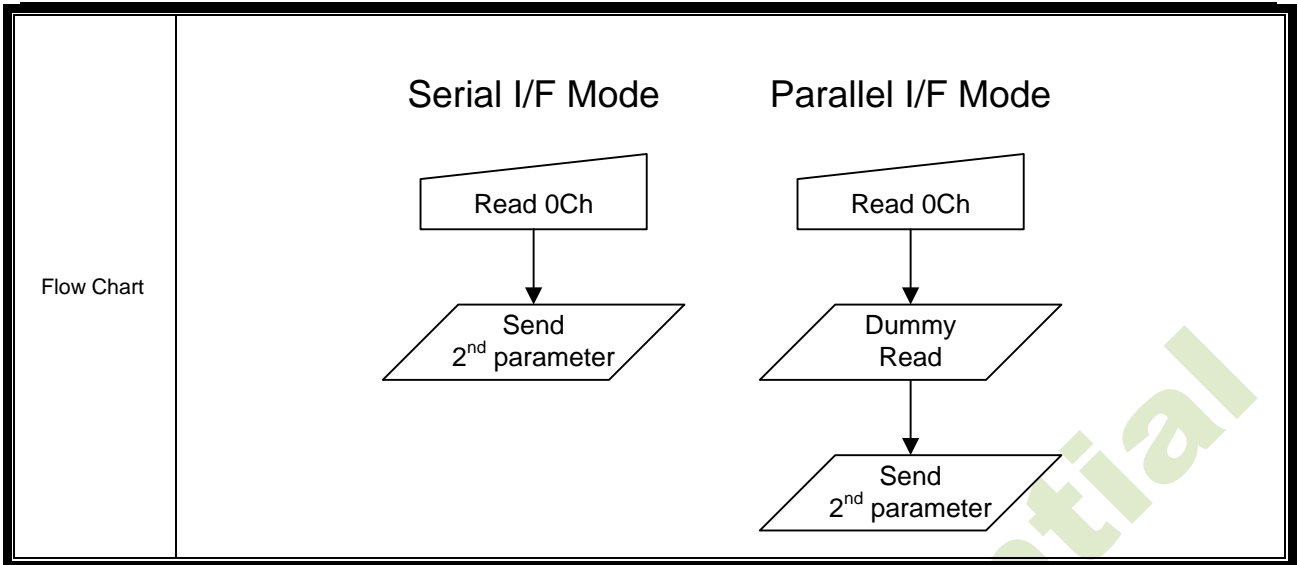 Serial I/F Mode
Parallel I/F Mode
Read 0Ch
Read 0Ch
Flow Chart
Send
2nd parameter
Dummy
Read
Send
2nd parameter